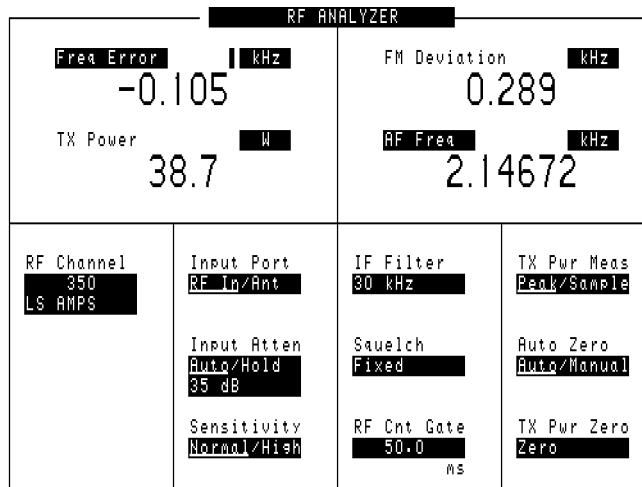 RF ANALYZER
Freq Error kHz
-0.105
FM Deviation kHz
0.289
TX Power W
38.7
AF Freq kHz
2.14672
RF Channel
350
LS AMPS
Input Port
RF In/Ant
Input Atten
Auto/Hold
35 dB
Sensitivity
Normal/High
IF Filter
30 kHz
Squelch
Fixed
RF Cnt Gate
50.0
ms
TX Pwr Meas
Peak/Sample
Auto Zero
Auto/Manual
TX Pwr Zero
Zero